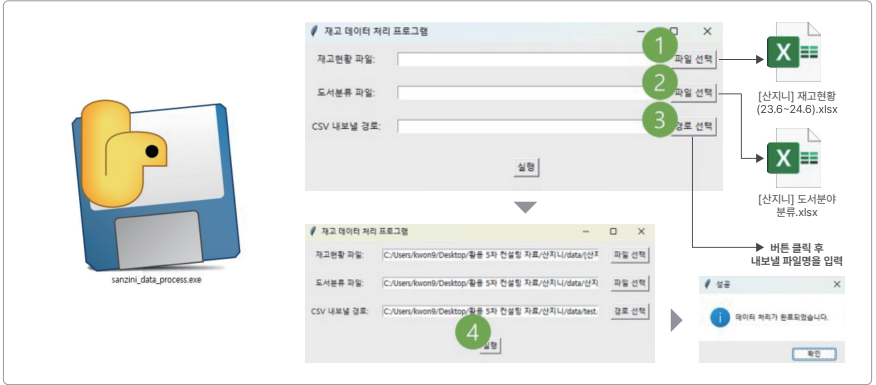 재고 데이터 처리 프로그램
1
재고현황 파일:
파일 선택
2
도서분류 파일:
파일 선택
3
CSV 내보낼 경로:
경로 선택
실행
[산지니] 재고현황
(23.6~24.6).xlsx
[산지니] 도서분야
분류.xlsx
버튼 클릭 후
내보낼 파일명을 입력
sanzini_data_process.exe
재고 데이터 처리 프로그램
재고현황 파일:
C:/Users/kwon9/Desktop/활용 5차 컨설팅 자료/산지니/data/[산지
파일 선택
도서분류 파일:
C:/Users/kwon9/Desktop/활용 5차 컨설팅 자료/산지니/data/산지
파일 선택
CSV 내보낼 경로:
C:/Users/kwon9/Desktop/활용 5차 컨설팅 자료/산지니/data/test.
경로 선택
4
실행
성공
데이터 처리가 완료되었습니다.
확인